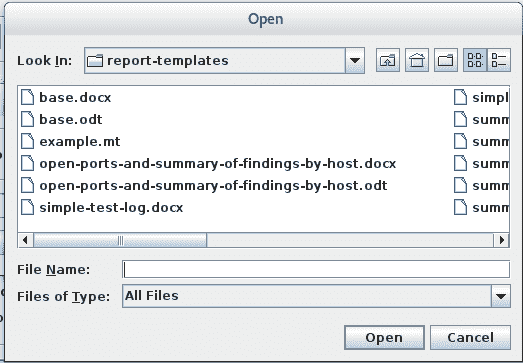 Open
Look In: report-templates
base.docx
base.odt
example.mt
open-ports-and-summary-of-findings-by-host.docx
open-ports-and-summary-of-findings-by-host.odt
simple-test-log.docx
simpl
summ
summ
summ
summ
summ
File Name:
Files of Type: All Files
Open Cancel